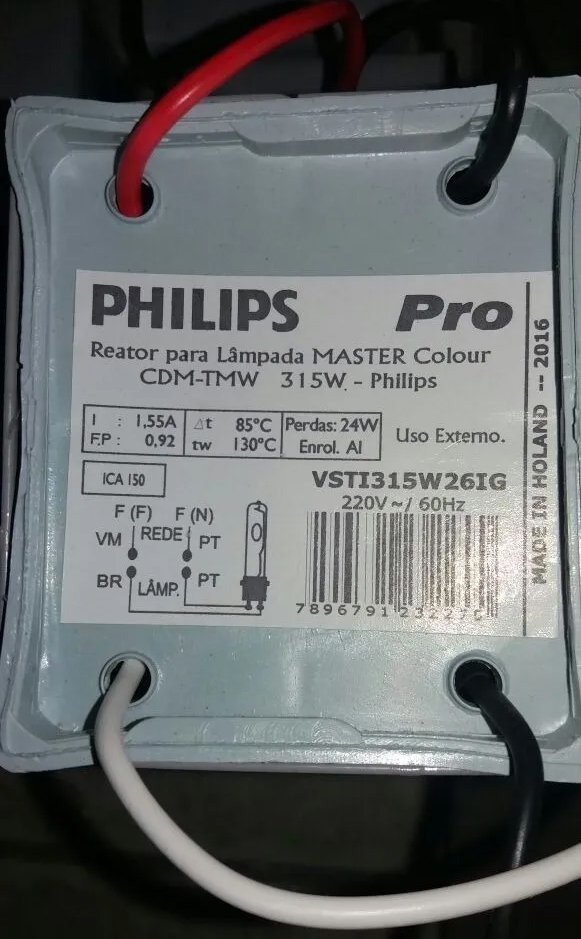 PHILIPS Pro
Reator para Lâmpada MASTER Colour
CDM-TMW 315W - Philips
I : 1,55A
F.P : 0,92
Δt 85°C
tw 130°C
Perdas: 24W
Enrol. Al
Uso Externo.
ICA 150
VSTI315W26IG
220V ~/ 60Hz
F (F) F (N)
VM REDE PT
BR LÂMP. PT
7896791
MADE IN HOLAND -- 2016